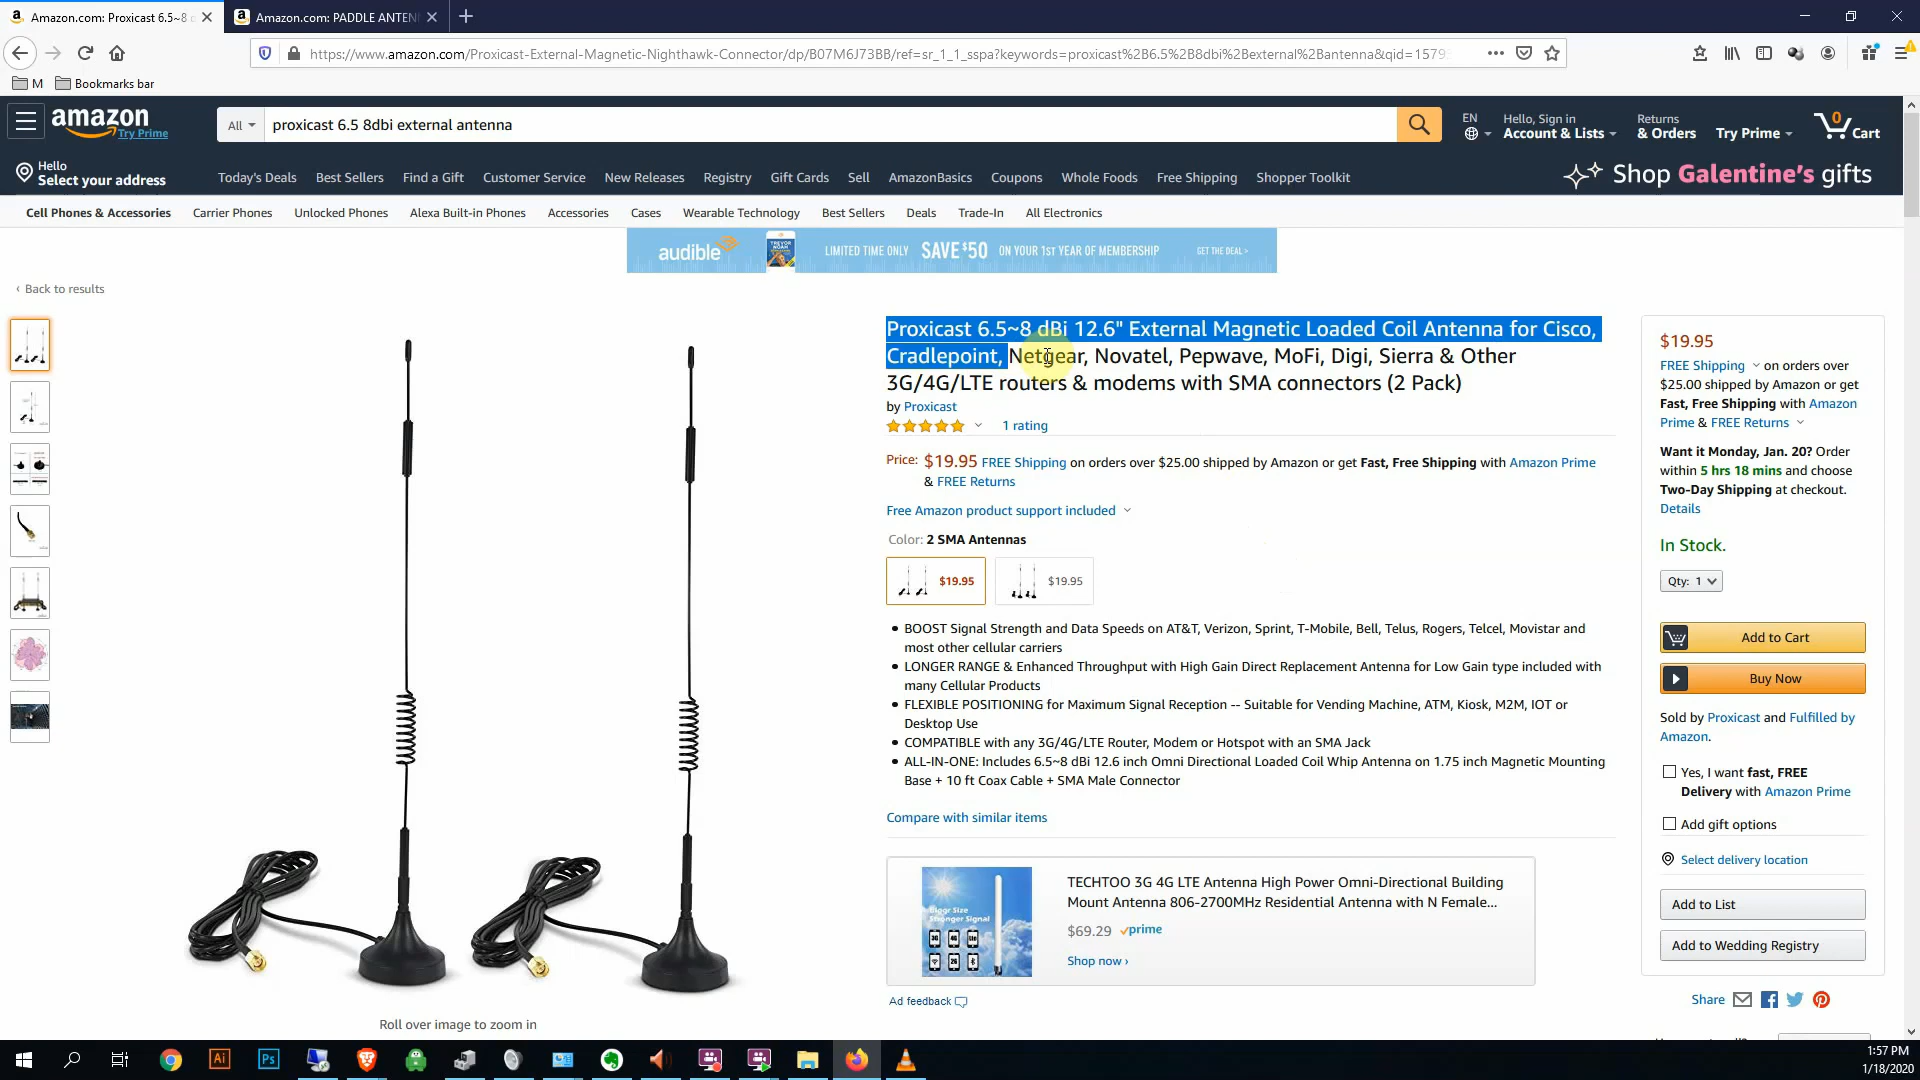 Amazon.com: Proxicast 6.5~8
Amazon.com: PADDLE ANTEN
https://www.amazon.com/Proxicast-External-Magnetic-Nighthawk-Connector/dp/B07M6J73BB/ref=sr_1_1_sspa?keywords=proxicast%2B6.5%2B8dbi%2Bexternal%2Bantenna&qid=1579
M
Bookmarks bar
amazon
Try Prime
All
proxicast 6.5 8dbi external antenna
EN
Hello, Sign in
Account & Lists
Returns
& Orders
Try Prime
0
Cart
Hello
Select your address
Today's Deals
Best Sellers
Find a Gift
Customer Service
New Releases
Registry
Gift Cards
Sell
AmazonBasics
Coupons
Whole Foods
Free Shipping
Shopper Toolkit
Shop Galentine's gifts
Cell Phones & Accessories
Carrier Phones
Unlocked Phones
Alexa Built-in Phones
Accessories
Cases
Wearable Technology
Best Sellers
Deals
Trade-In
All Electronics
audible
TREVOR NOAH
LIMITED TIME ONLY SAVE $50 ON YOUR 1ST YEAR OF MEMBERSHIP
GET THE DEAL >
‹ Back to results
Proxicast 6.5~8 dBi 12.6" External Magnetic Loaded Coil Antenna for Cisco,
Cradlepoint, Netgear, Novatel, Pepwave, MoFi, Digi, Sierra & Other
3G/4G/LTE routers & modems with SMA connectors (2 Pack)
by Proxicast
1 rating
Price: $19.95 FREE Shipping on orders over $25.00 shipped by Amazon or get Fast, Free Shipping with Amazon Prime
& FREE Returns
Free Amazon product support included
Color: 2 SMA Antennas
$19.95
$19.95
• BOOST Signal Strength and Data Speeds on AT&T, Verizon, Sprint, T-Mobile, Bell, Telus, Rogers, Telcel, Movistar and
most other cellular carriers
• LONGER RANGE & Enhanced Throughput with High Gain Direct Replacement Antenna for Low Gain type included with
many Cellular Products
• FLEXIBLE POSITIONING for Maximum Signal Reception -- Suitable for Vending Machine, ATM, Kiosk, M2M, IOT or
Desktop Use
• COMPATIBLE with any 3G/4G/LTE Router, Modem or Hotspot with an SMA Jack
• ALL-IN-ONE: Includes 6.5~8 dBi 12.6 inch Omni Directional Loaded Coil Whip Antenna on 1.75 inch Magnetic Mounting
Base + 10 ft Coax Cable + SMA Male Connector
Compare with similar items
Stronger Signal
TECHTOO 3G 4G LTE Antenna High Power Omni-Directional Building
Mount Antenna 806-2700MHz Residential Antenna with N Female...
$69.29 prime
Shop now ›
Ad feedback
Roll over image to zoom in
$19.95
FREE Shipping on orders over
$25.00 shipped by Amazon or get
Fast, Free Shipping with Amazon
Prime & FREE Returns
Want it Monday, Jan. 20? Order
within 5 hrs 18 mins and choose
Two-Day Shipping at checkout.
Details
In Stock.
Qty: 1
Add to Cart
Buy Now
Sold by Proxicast and Fulfilled by
Amazon.
Yes, I want fast, FREE
Delivery with Amazon Prime
Add gift options
Select delivery location
Add to List
Add to Wedding Registry
Share
Ai
Ps
1:57 PM
1/18/2020